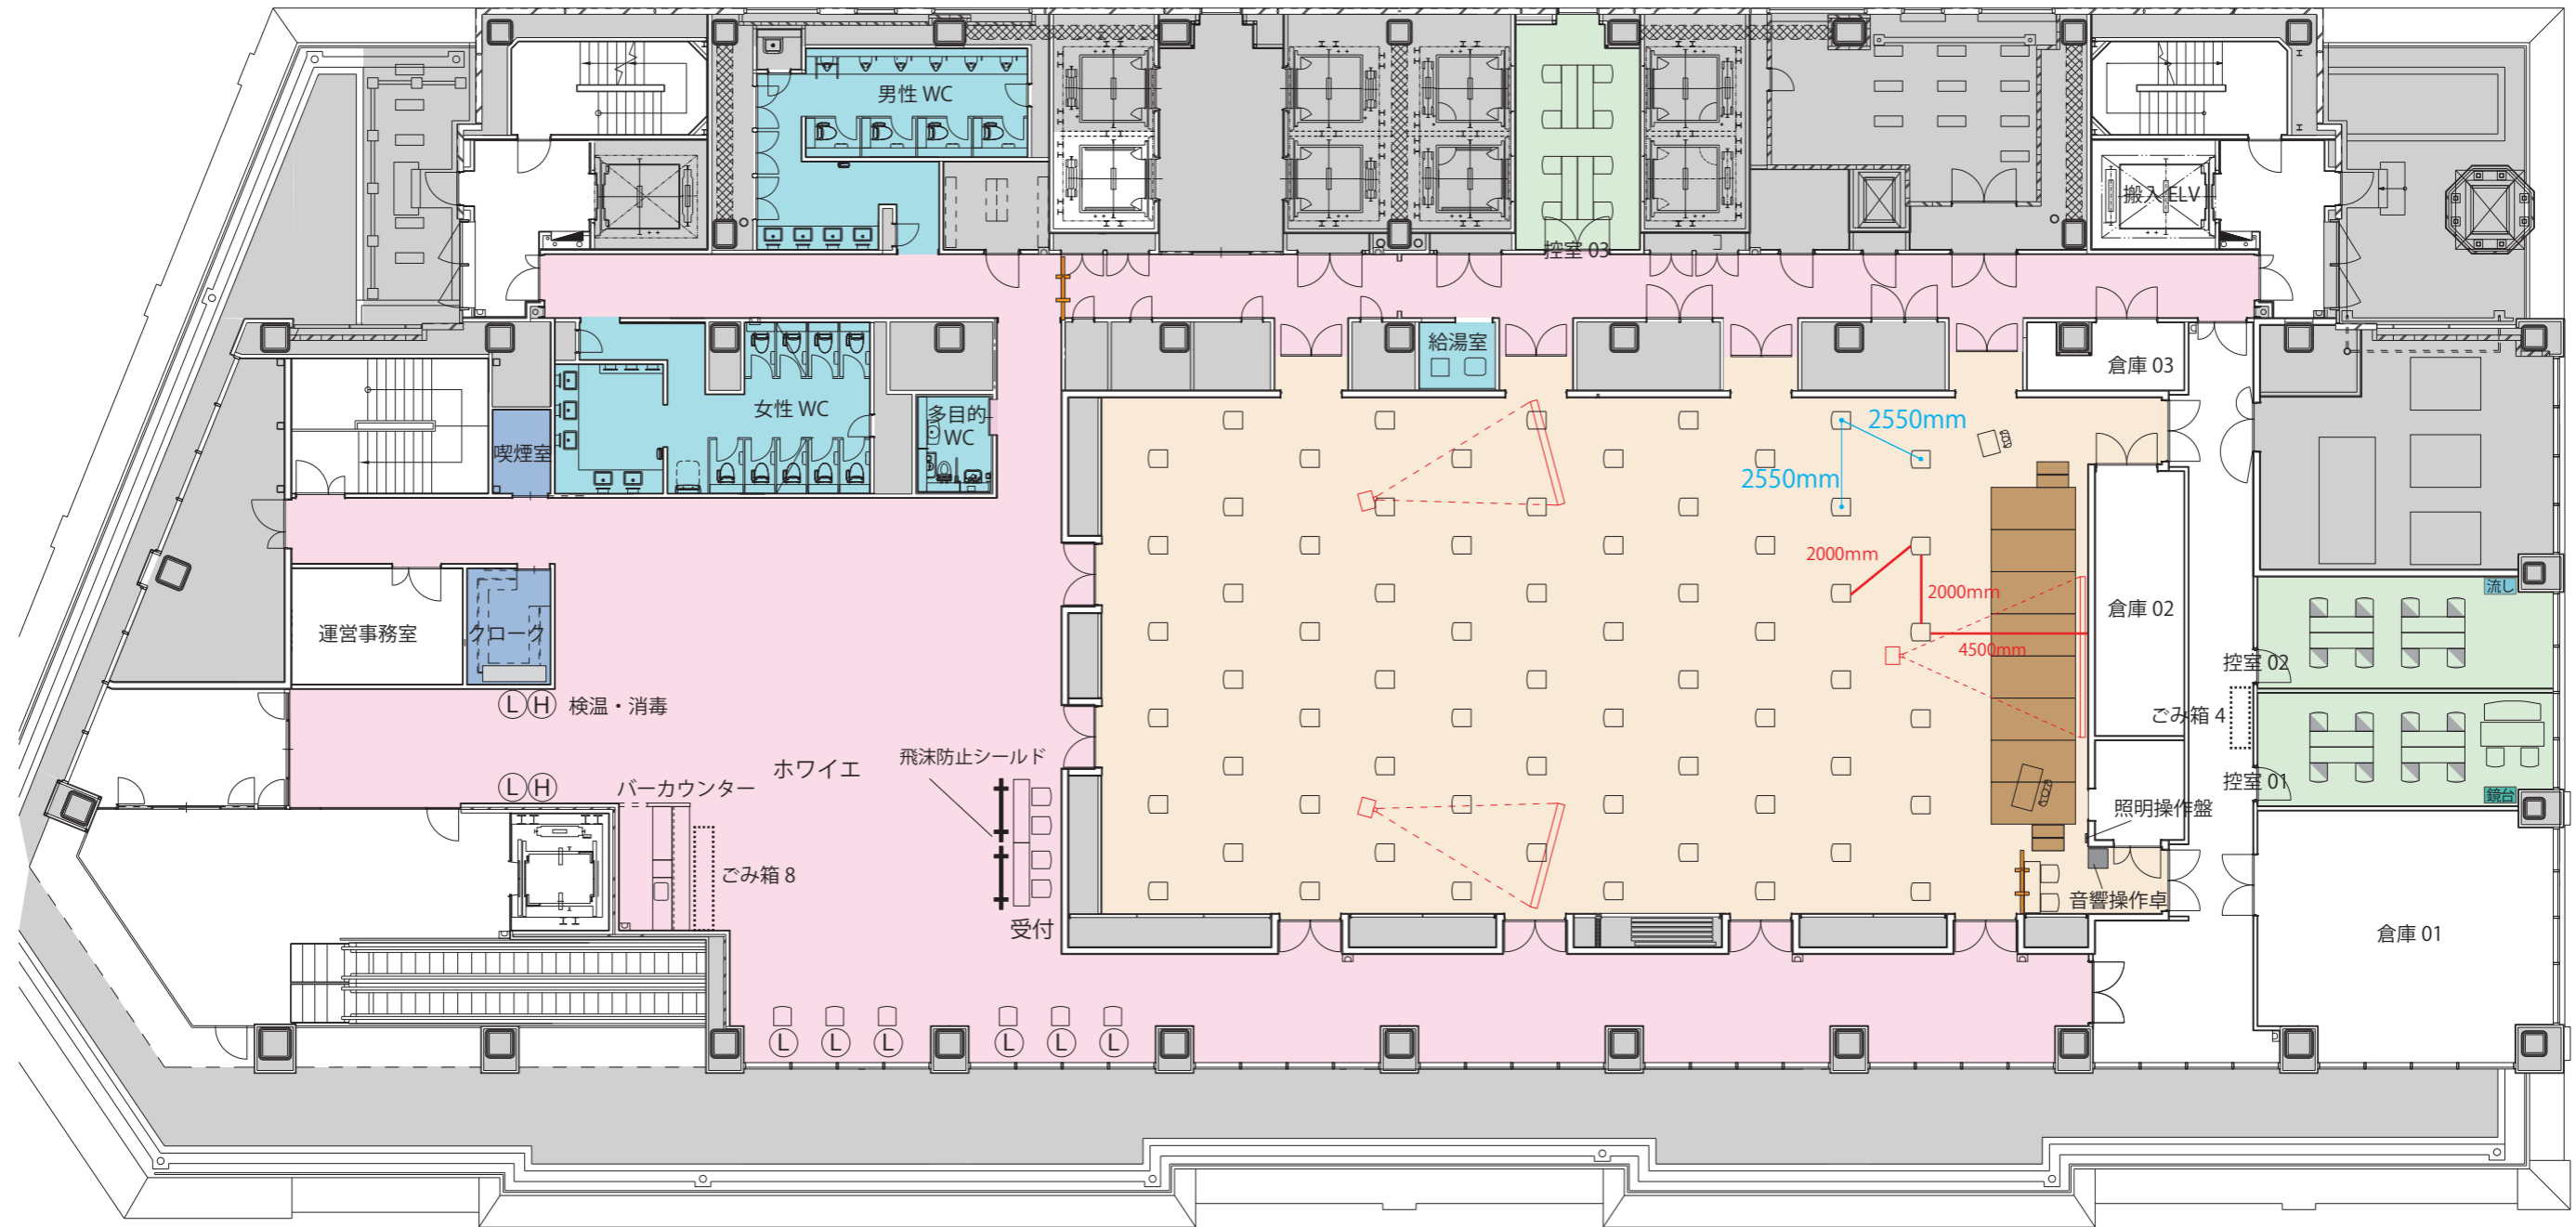 男性 WC
搬入 ELV
控室 03
給湯室
倉庫 03
女性 WC
多目的
WC
喫煙室
2550mm
2550mm
2000mm
2000mm
4500mm
倉庫 02
流し
控室 02
運営事務室
クローク
L H 検温・消毒
ごみ箱 4
ホワイエ
飛沫防止シールド
L H
バーカウンター
控室 01
鏡台
照明操作盤
ごみ箱 8
音響操作卓
受付
倉庫 01
L L L L L L